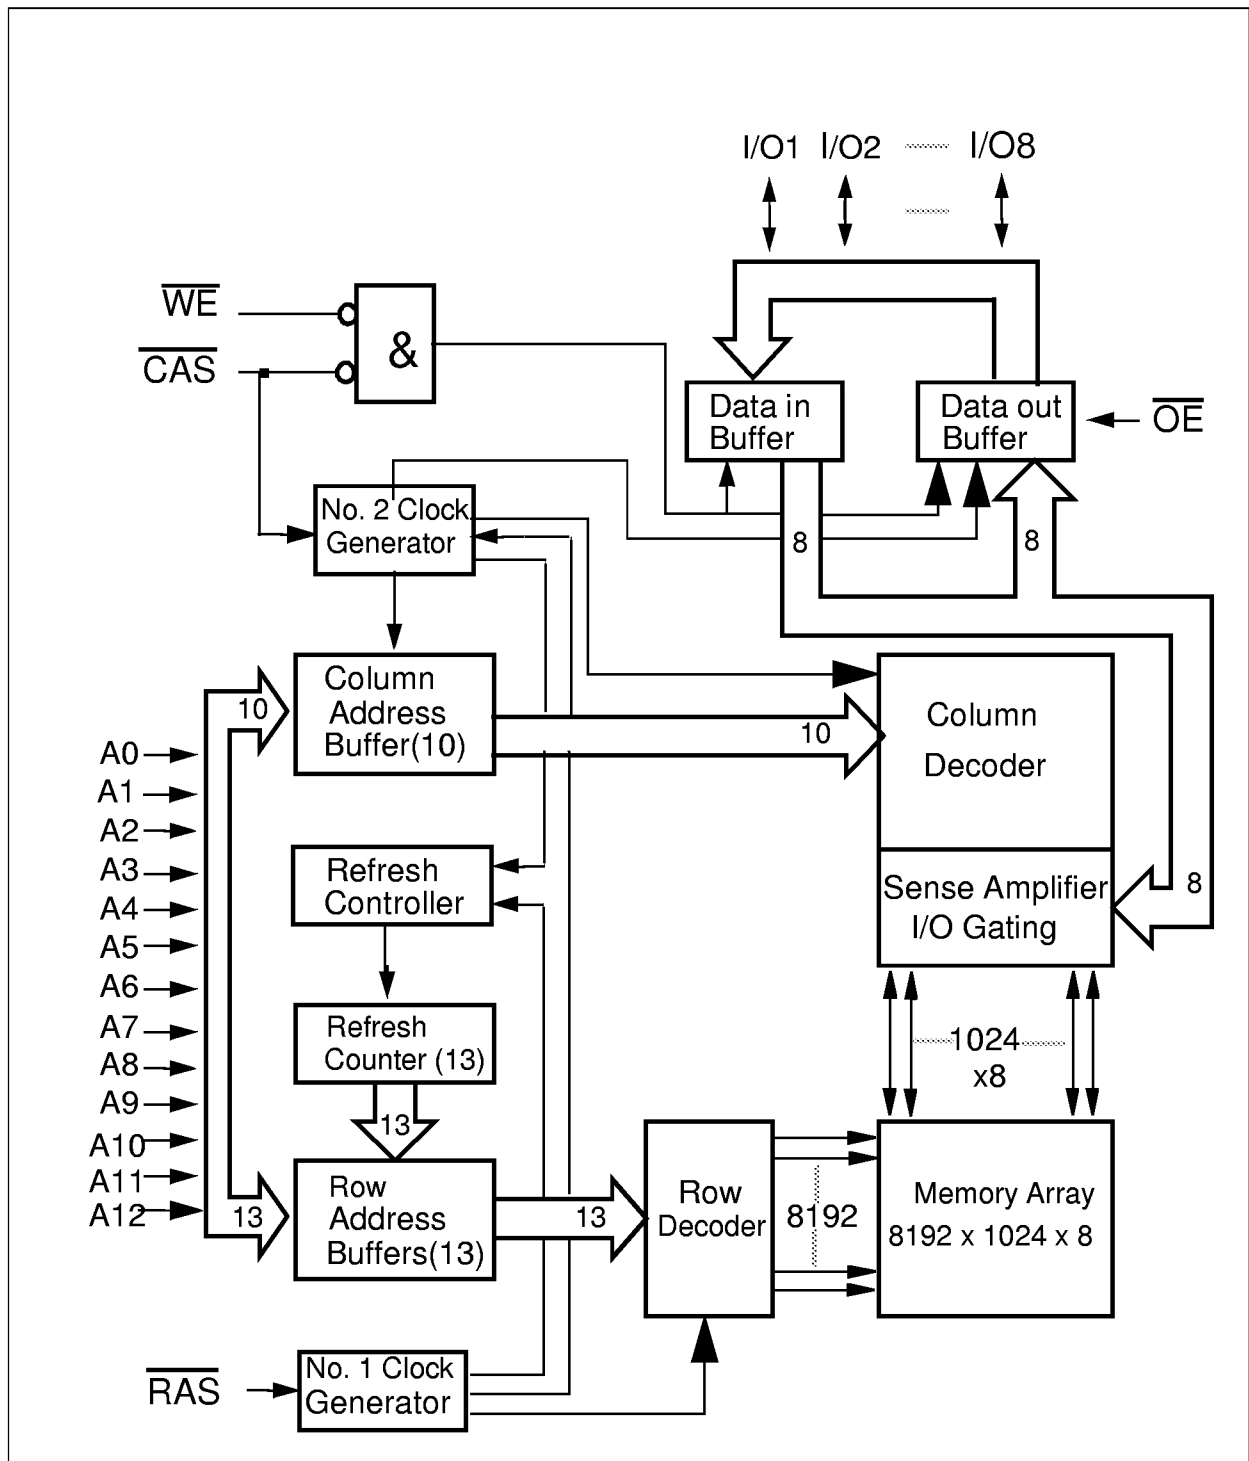 I/O1 I/O2 I/O8
WE
CAS
&
Data in
Buffer
Data out
Buffer
OE
No. 2 Clock
Generator
8
8
Column
Address
Buffer(10)
10
10
Column
Decoder
A0
A1
A2
A3
A4
A5
A6
A7
A8
A9
A10
A11
A12
Refresh
Controller
Sense Amplifier
I/O Gating
8
Refresh
Counter (13)
1024
x8
13
Row
Address
Buffers(13)
13
13
Row
Decoder
8192
Memory Array
8192 x 1024 x 8
RAS
No. 1 Clock
Generator